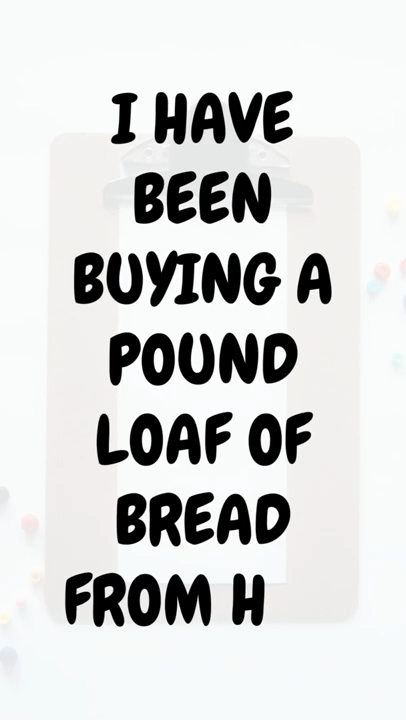 I HAVE
BEEN
BUYING A
POUND
LOAF OF
BREAD
FROM H